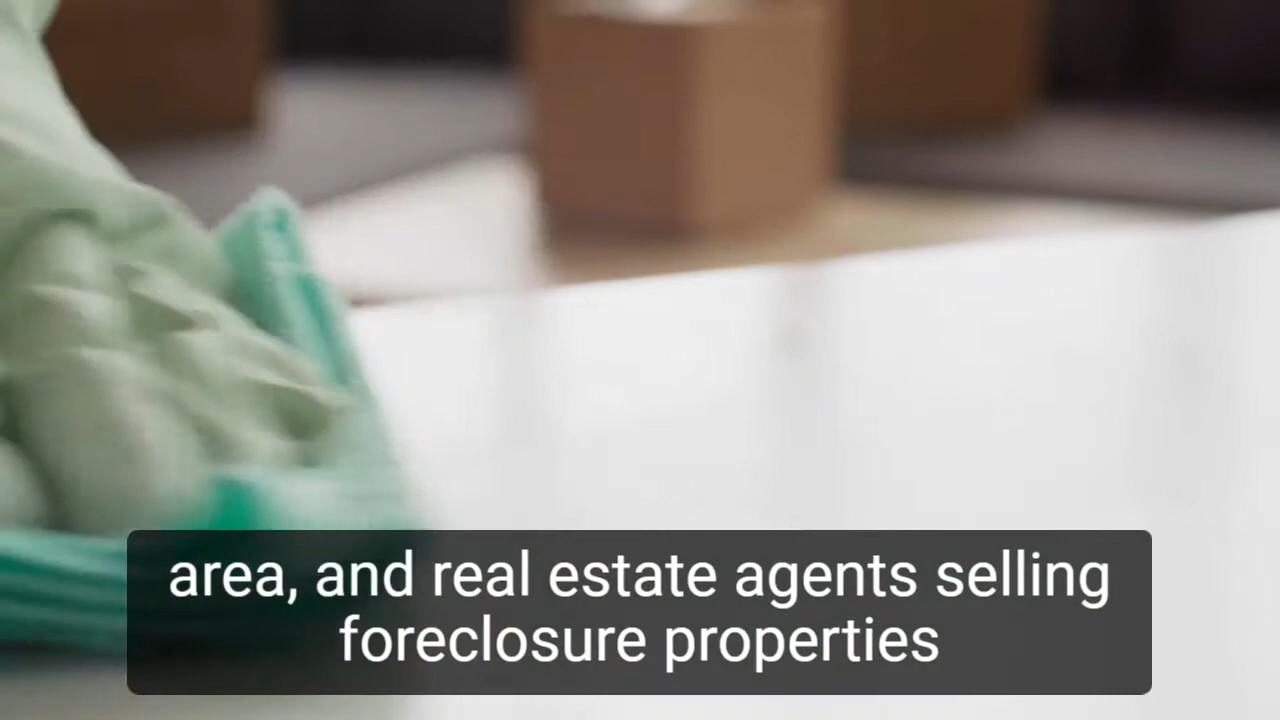 area, and real estate agents selling
foreclosure properties